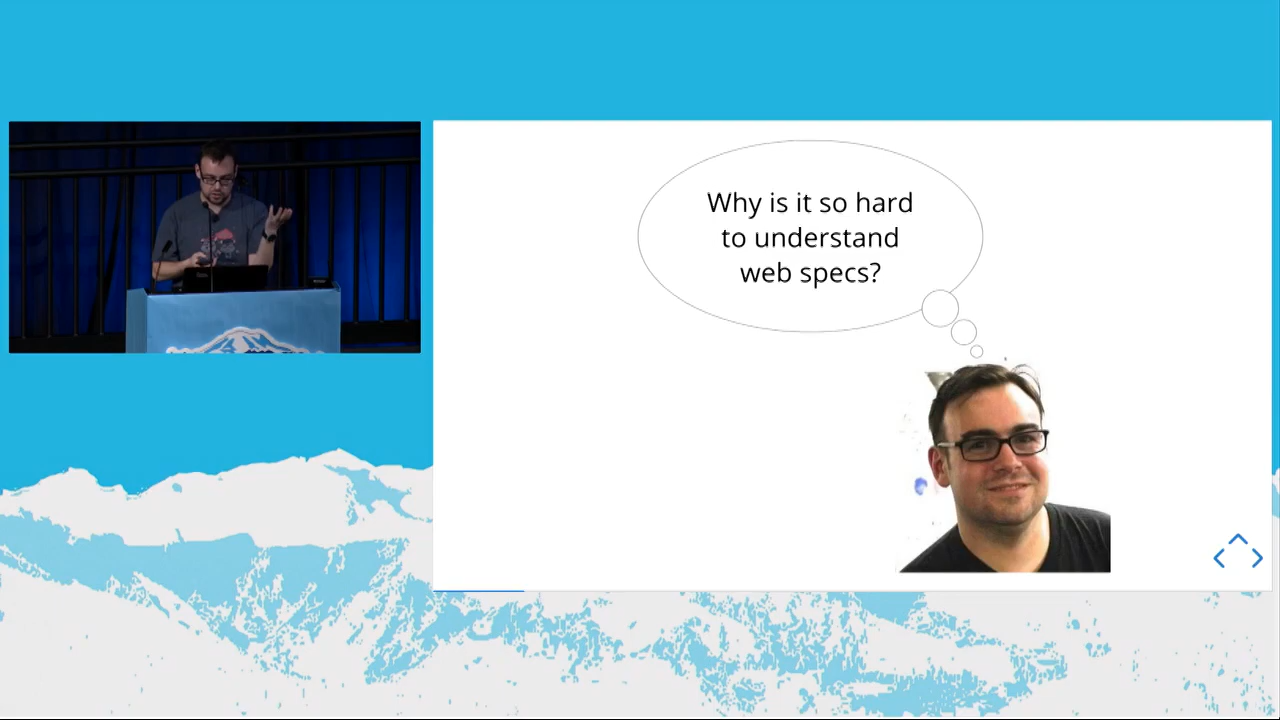 Why is it so hard
to understand
web specs?